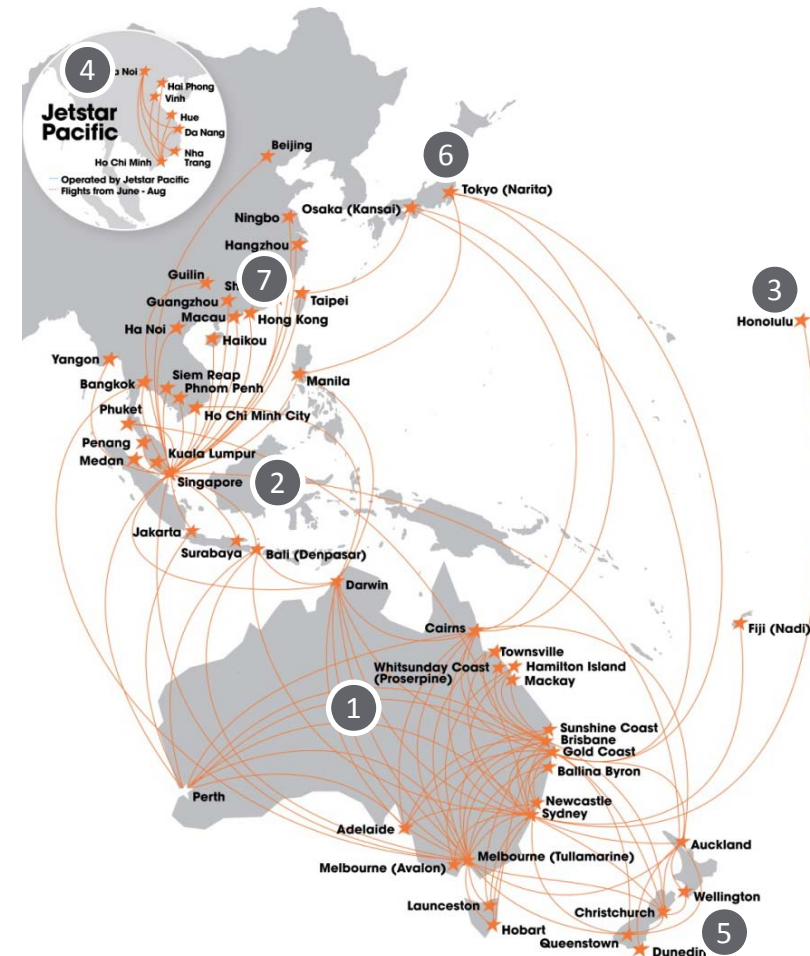 4
a Noi
Hai Phong
Vinh
Jetstar
Pacific
Hue
Da Nang
Nha
Trang
Ho Chi Minh
Operated by Jetstar Pacific
Flights from June - Aug
Beijing
6
Tokyo (Narita)
Osaka (Kansai)
Ningbo
Hangzhou
Guilin
Sh
7
3
Guangzhou
Taipei
Macau
Hong Kong
Honolulu
Ha Noi
Haikou
Yangon
Siem Reap
Bangkok
Phnom Penh
Manila
Phuket
Ho Chi Minh City
Penang
Kuala Lumpur
Medan
Singapore
2
Jakarta
Surabaya
Bali (Denpasar)
Darwin
Cairns
Fiji (Nadi)
Townsville
Whitsunday Coast
(Proserpine)
Hamilton Island
Mackay
1
Sunshine Coast
Brisbane
Gold Coast
Ballina Byron
Perth
Newcastle
Sydney
Adelaide
Auckland
Melbourne (Tullamarine)
Melbourne (Avalon)
Wellington
Launceston
Christchurch
Hobart
5
Queenstown
Dunedin